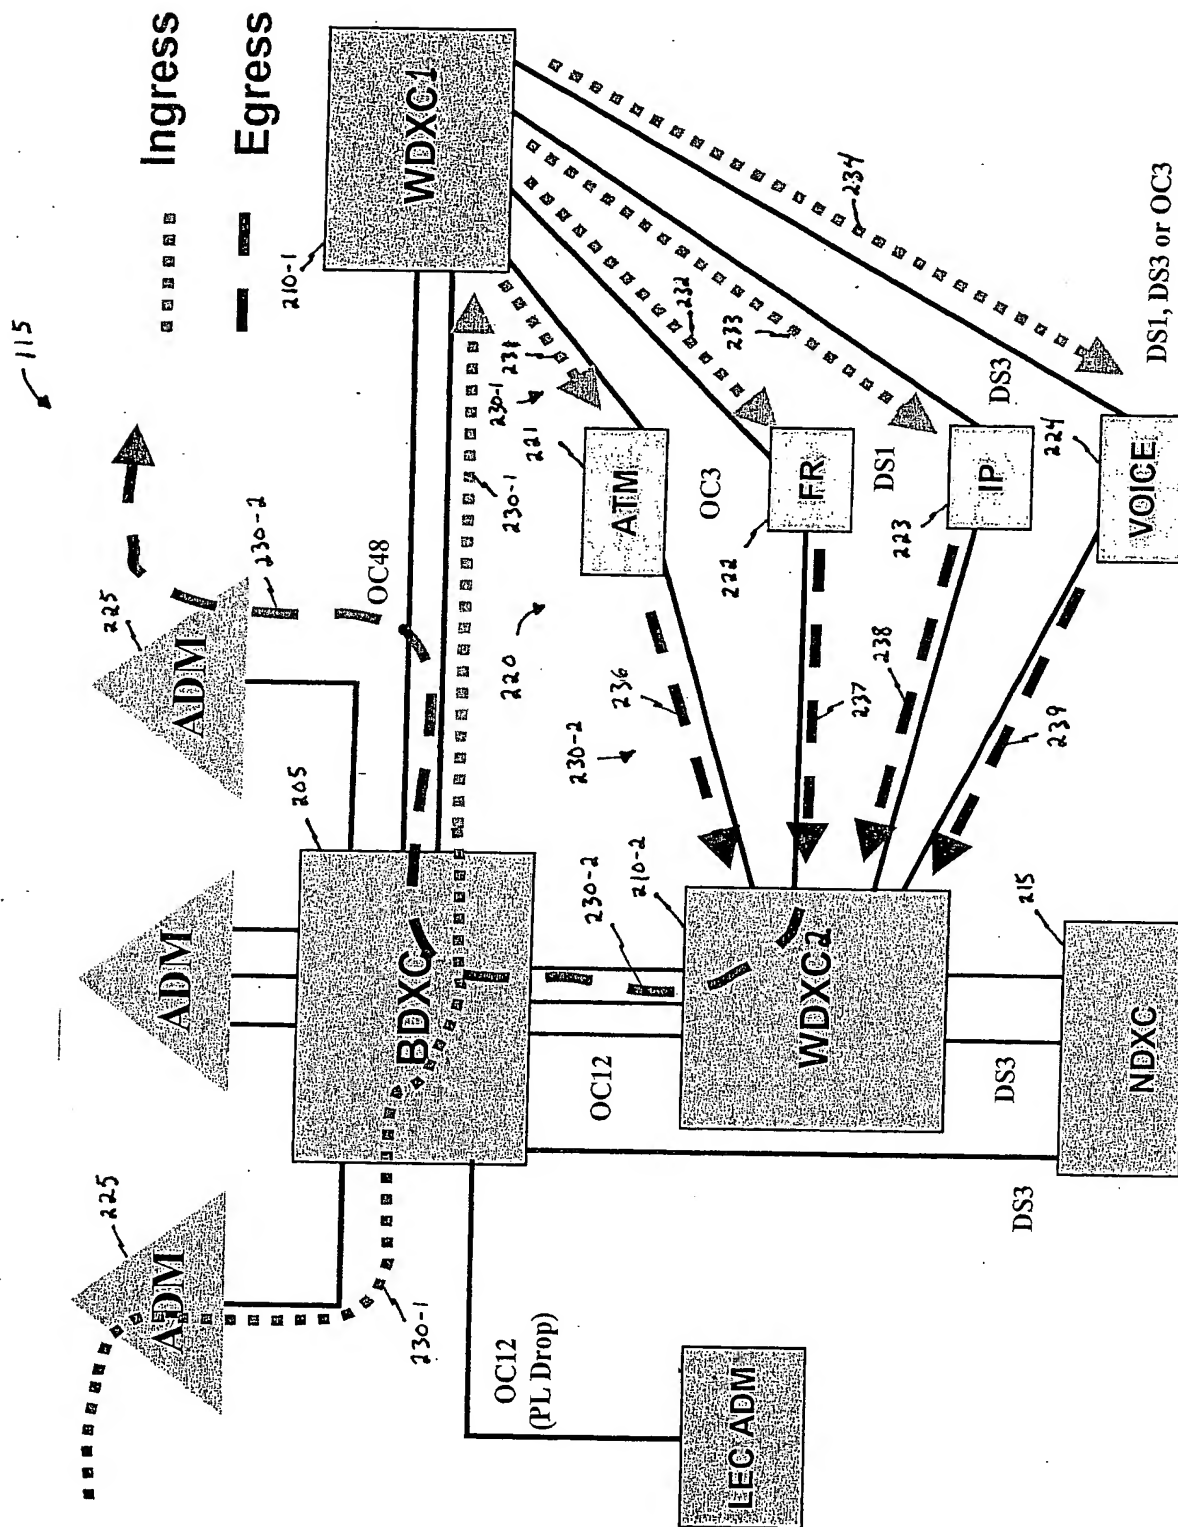 115
Ingress
Egress
ADM
225
ADM
ADM
225
230-2
230-1
BDXC
205
OC48
WDXC1
210-1
230-1
230-1
231
232
233
234
220
221
ATM
OC3
222
FR
DS1
223
IP
DS3
224
VOICE
DS1, DS3 or OC3
236
230-2
237
238
239
230-2
210-2
WDXC2
OC12
DS3
215
NDXC
DS3
OC12
(PL Drop)
LEC ADM